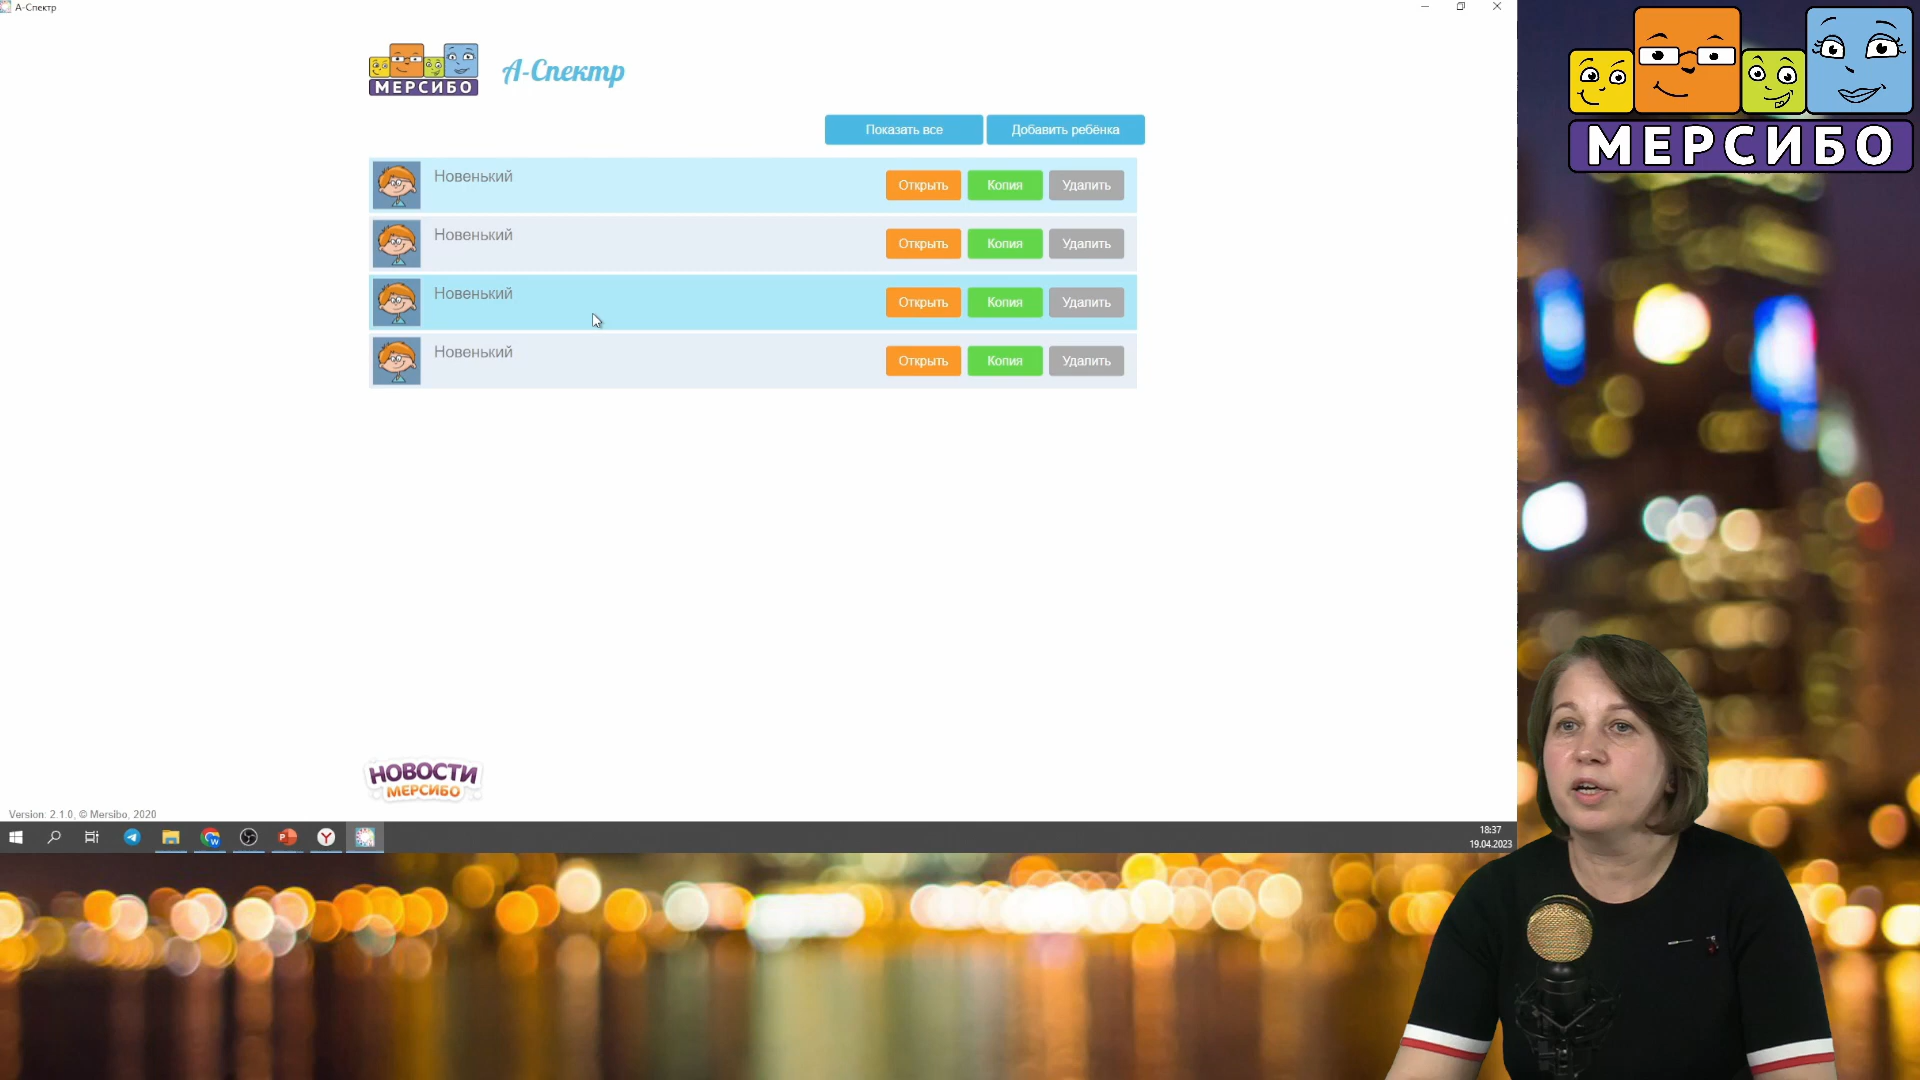 А-Спектр
МЕРСИБО
А-Спектр
Показать все
Добавить ребёнка
Новенький
Открыть
Копия
Удалить
Новенький
Открыть
Копия
Удалить
Новенький
Открыть
Копия
Удалить
Новенький
Открыть
Копия
Удалить
НОВОСТИ
МЕРСИБО
Version: 2.1.0, © Mersibo, 2020
18:37
19.04.2023
МЕРСИБО